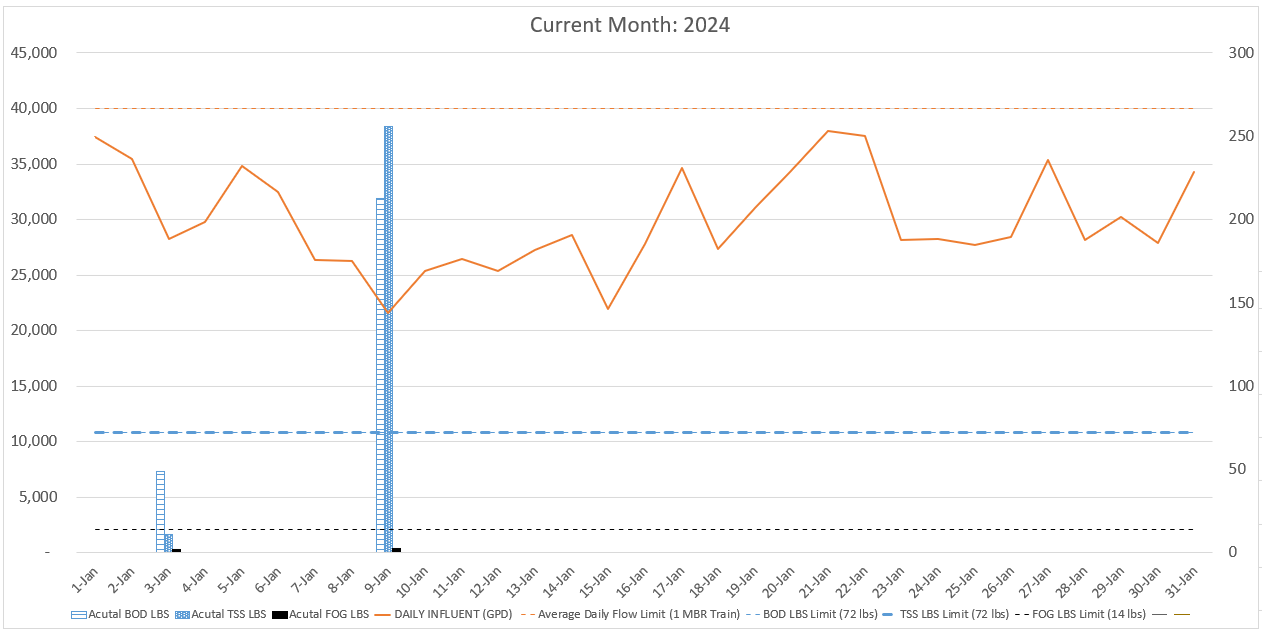 Current Month: 2024
45,000
40,000
35,000
30,000
25,000
20,000
15,000
10,000
5,000
-
300
250
200
150
100
50
0
1-Jan
2-Jan
3-Jan
4-Jan
5-Jan
6-Jan
7-Jan
8-Jan
9-Jan
10-Jan
11-Jan
12-Jan
13-Jan
14-Jan
15-Jan
16-Jan
17-Jan
18-Jan
19-Jan
20-Jan
21-Jan
22-Jan
23-Jan
24-Jan
25-Jan
26-Jan
27-Jan
28-Jan
29-Jan
30-Jan
31-Jan
Acutal BOD LBS Acutal TSS LBS Acutal FOG LBS DAILY INFLUENT (GPD) Average Daily Flow Limit (1 MBR Train) BOD LBS Limit (72 lbs) TSS LBS Limit (72 lbs) FOG LBS Limit (14 lbs)